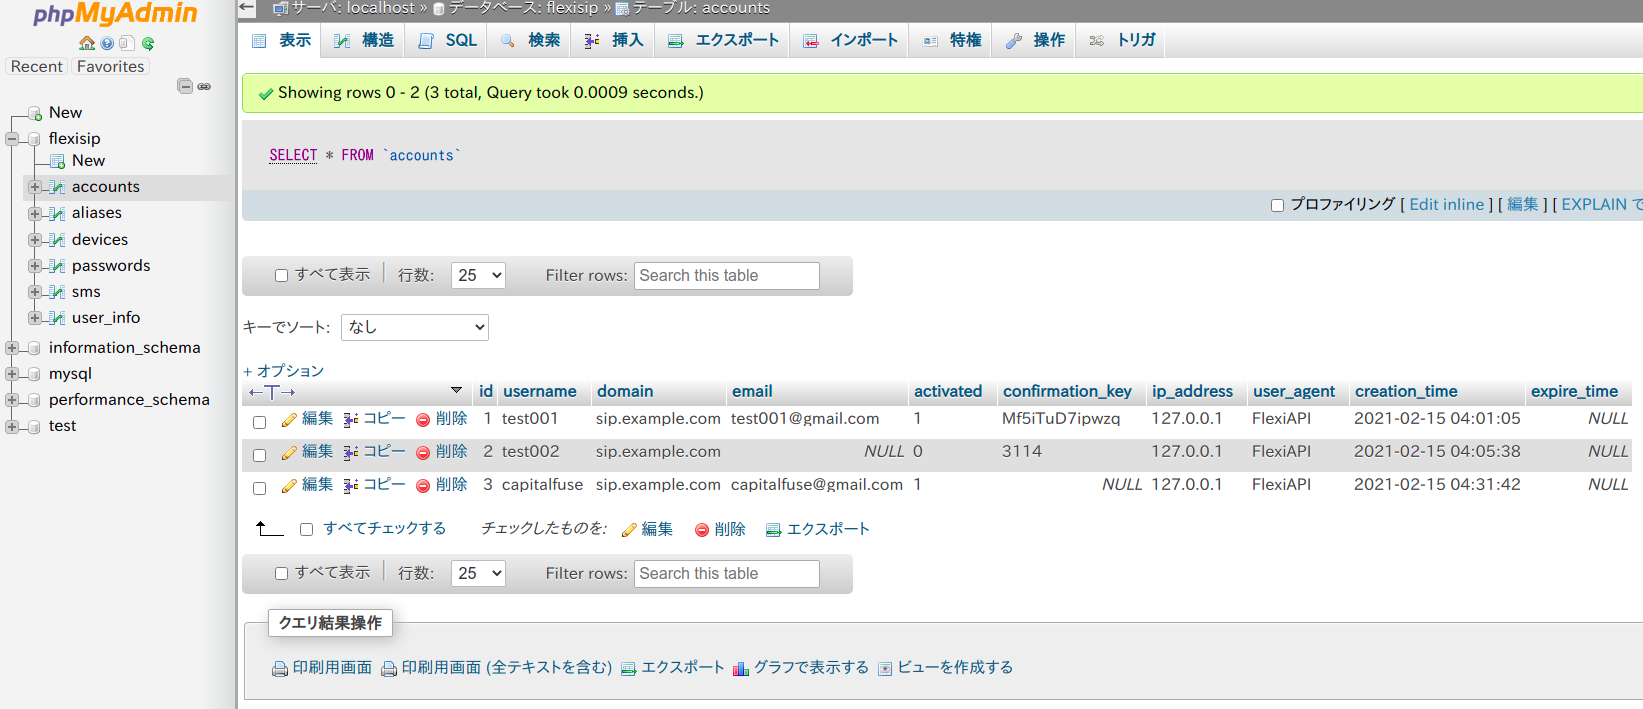 phpMyAdmin
Recent Favorites
New
flexisip
New
accounts
aliases
devices
passwords
sms
user_info
information_schema
mysql
performance_schema
test
サーバ: localhost » データベース: flexisip » テーブル: accounts
表示 構造 SQL 検索 挿入 エクスポート インポート 特権 操作 トリガ
Showing rows 0 - 2 (3 total, Query took 0.0009 seconds.)
SELECT * FROM `accounts`
プロファイリング [ Edit inline ] [ 編集 ] [ EXPLAIN で
すべて表示 行数: 25 Filter rows: Search this table
キーでソート: なし
+ オプション
←T→ id username domain email activated confirmation_key ip_address user_agent creation_time expire_time
編集 コピー 削除 1 test001 sip.example.com test001@gmail.com 1 Mf5iTuD7ipwzq 127.0.0.1 FlexiAPI 2021-02-15 04:01:05 NULL
編集 コピー 削除 2 test002 sip.example.com NULL 0 3114 127.0.0.1 FlexiAPI 2021-02-15 04:05:38 NULL
編集 コピー 削除 3 capitalfuse sip.example.com capitalfuse@gmail.com 1 NULL 127.0.0.1 FlexiAPI 2021-02-15 04:31:42 NULL
すべてチェックする チェックしたものを: 編集 削除 エクスポート
すべて表示 行数: 25 Filter rows: Search this table
クエリ結果操作
印刷用画面 印刷用画面 (全テキストを含む) エクスポート グラフで表示する ビューを作成する